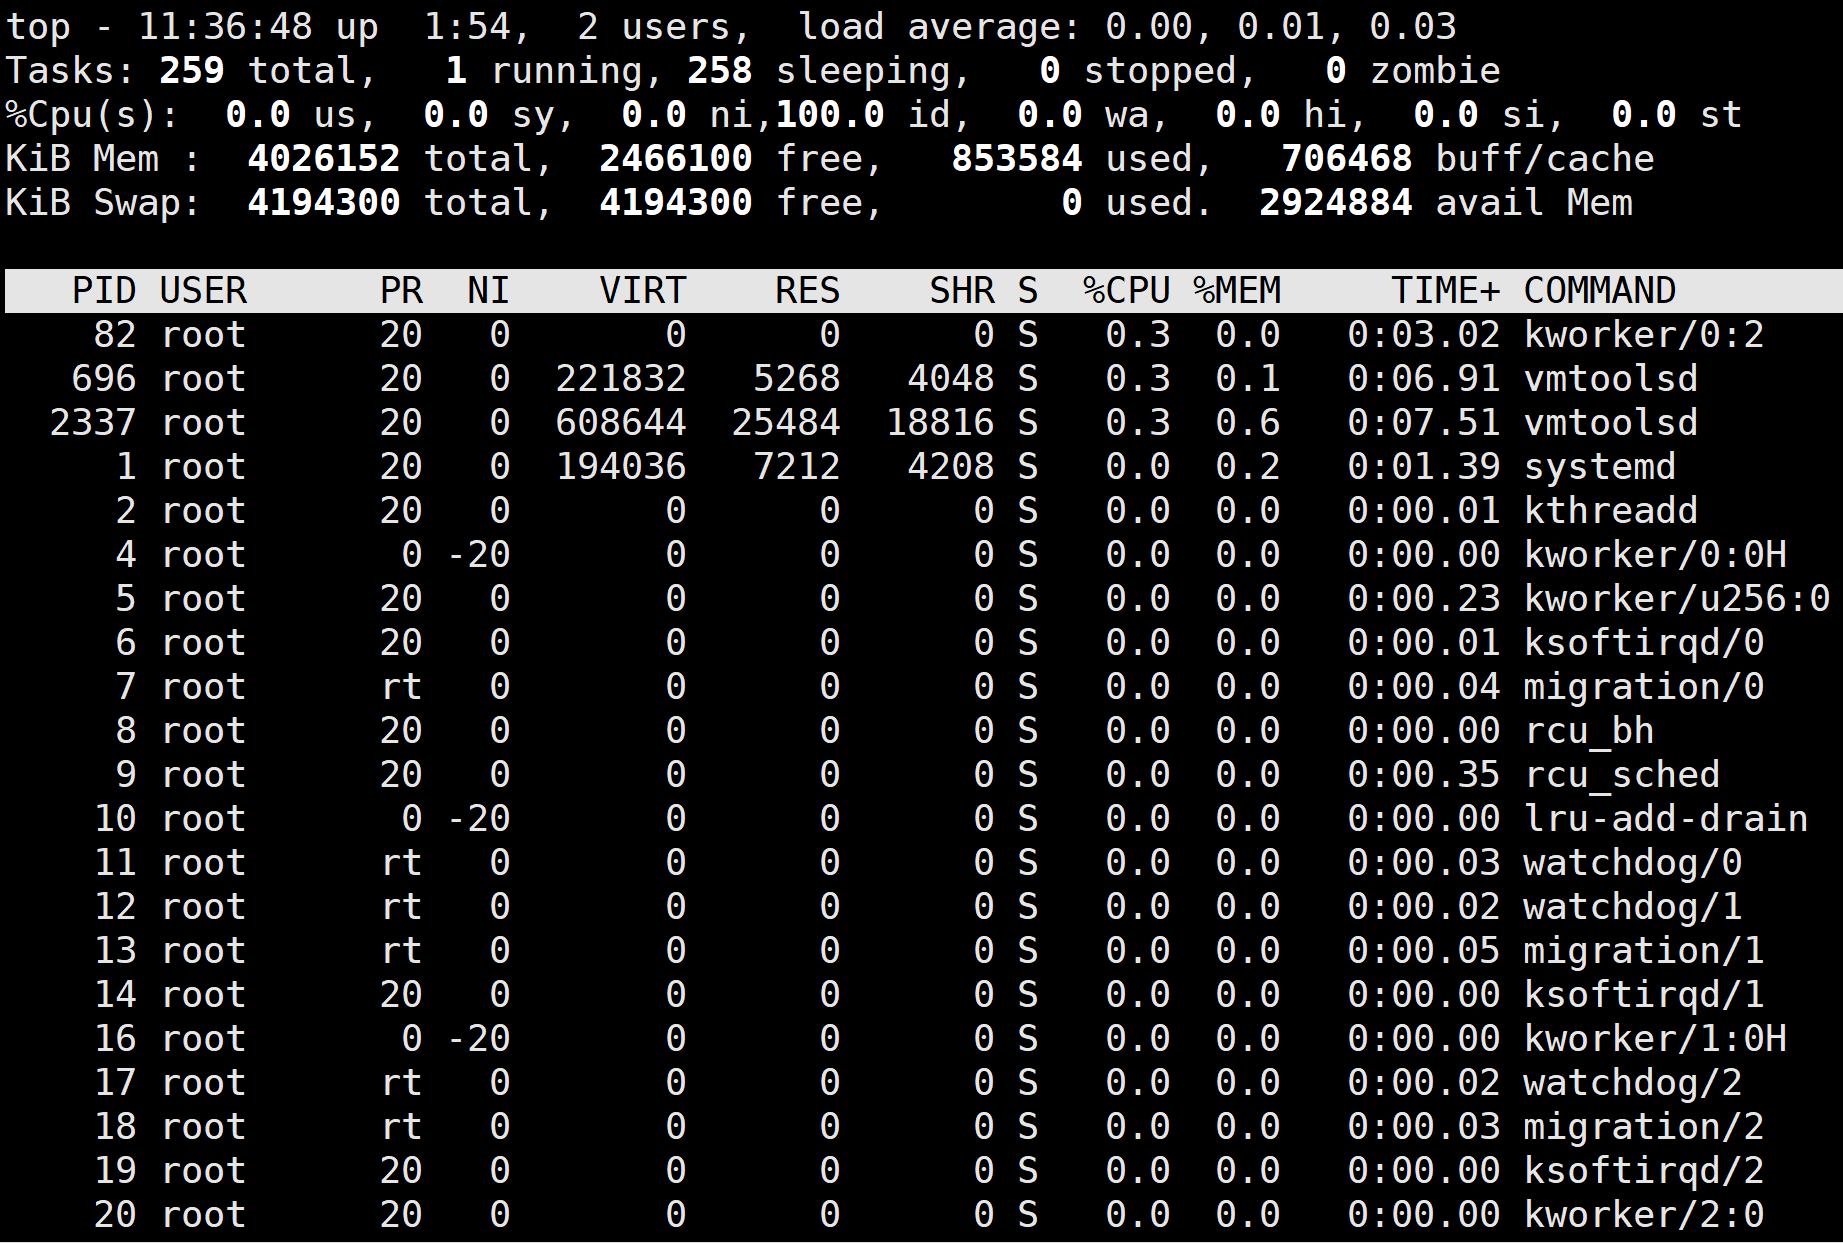 top - 11:36:48 up  1:54,  2 users,  load average: 0.00, 0.01, 0.03
Tasks: 259 total,   1 running, 258 sleeping,   0 stopped,   0 zombie
%Cpu(s):  0.0 us,  0.0 sy,  0.0 ni,100.0 id,  0.0 wa,  0.0 hi,  0.0 si,  0.0 st
KiB Mem :  4026152 total,  2466100 free,   853584 used,   706468 buff/cache
KiB Swap:  4194300 total,  4194300 free,        0 used.  2924884 avail Mem
   PID USER      PR  NI    VIRT    RES    SHR S  %CPU %MEM     TIME+ COMMAND
    82 root      20   0       0      0      0 S   0.3  0.0   0:03.02 kworker/0:2
   696 root      20   0  221832   5268   4048 S   0.3  0.1   0:06.91 vmtoolsd
  2337 root      20   0  608644  25484  18816 S   0.3  0.6   0:07.51 vmtoolsd
     1 root      20   0  194036   7212   4208 S   0.0  0.2   0:01.39 systemd
     2 root      20   0       0      0      0 S   0.0  0.0   0:00.01 kthreadd
     4 root       0 -20       0      0      0 S   0.0  0.0   0:00.00 kworker/0:0H
     5 root      20   0       0      0      0 S   0.0  0.0   0:00.23 kworker/u256:0
     6 root      20   0       0      0      0 S   0.0  0.0   0:00.01 ksoftirqd/0
     7 root      rt   0       0      0      0 S   0.0  0.0   0:00.04 migration/0
     8 root      20   0       0      0      0 S   0.0  0.0   0:00.00 rcu_bh
     9 root      20   0       0      0      0 S   0.0  0.0   0:00.35 rcu_sched
    10 root       0 -20       0      0      0 S   0.0  0.0   0:00.00 lru-add-drain
    11 root      rt   0       0      0      0 S   0.0  0.0   0:00.03 watchdog/0
    12 root      rt   0       0      0      0 S   0.0  0.0   0:00.02 watchdog/1
    13 root      rt   0       0      0      0 S   0.0  0.0   0:00.05 migration/1
    14 root      20   0       0      0      0 S   0.0  0.0   0:00.00 ksoftirqd/1
    16 root       0 -20       0      0      0 S   0.0  0.0   0:00.00 kworker/1:0H
    17 root      rt   0       0      0      0 S   0.0  0.0   0:00.02 watchdog/2
    18 root      rt   0       0      0      0 S   0.0  0.0   0:00.03 migration/2
    19 root      20   0       0      0      0 S   0.0  0.0   0:00.00 ksoftirqd/2
    20 root      20   0       0      0      0 S   0.0  0.0   0:00.00 kworker/2:0